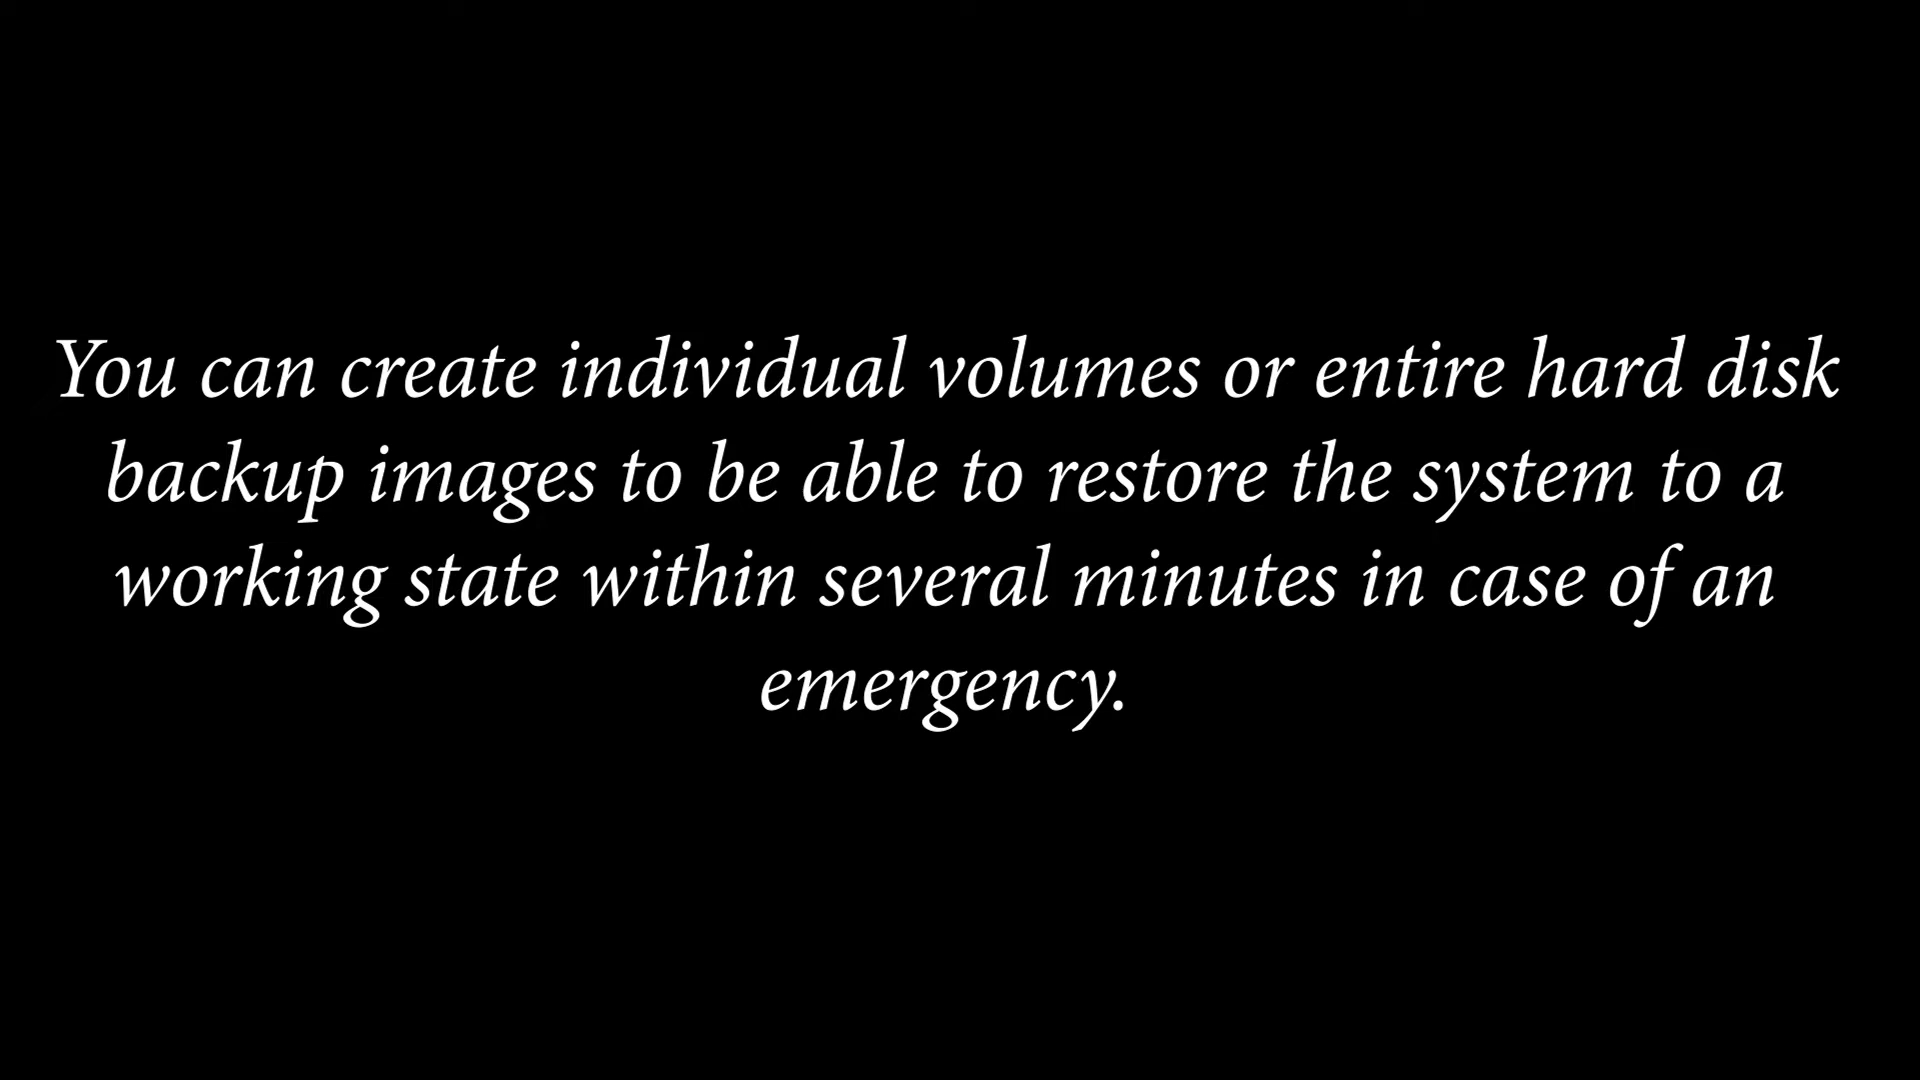 You can create individual volumes or entire hard disk
backup images to be able to restore the system to a
working state within several minutes in case of an
emergency.